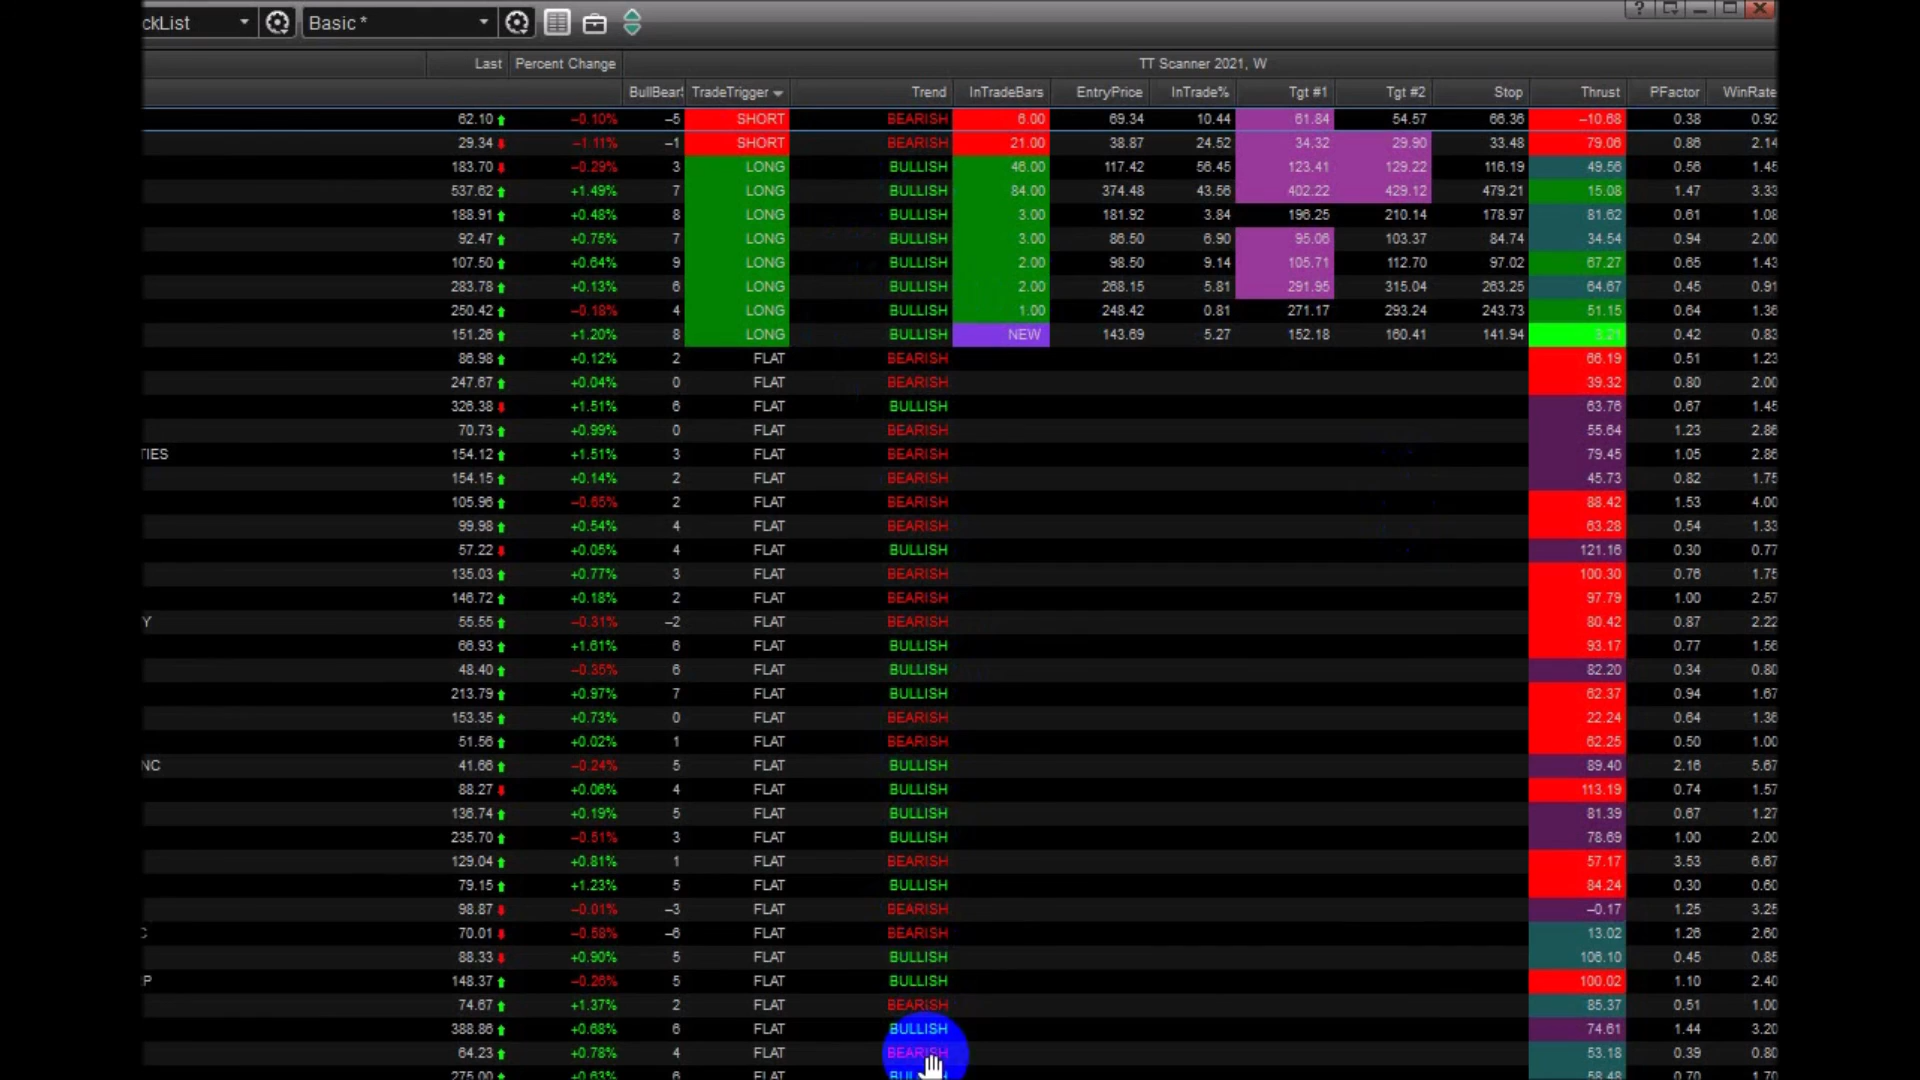 ckList Basic * ?
Last Percent Change TT Scanner 2021, W
BullBear TradeTrigger Trend InTradeBars EntryPrice InTrade% Tgt #1 Tgt #2 Stop Thrust PFactor WinRate
62.10 –0.10% –5 SHORT BEARISH 6.00 69.34 10.44 61.84 54.57 66.36 –10.68 0.38 0.92
29.34 –1.11% –1 SHORT BEARISH 21.00 38.87 24.52 34.32 29.90 33.48 79.06 0.86 2.14
183.70 –0.29% 3 LONG BULLISH 46.00 117.42 56.45 123.41 129.22 116.19 49.56 0.56 1.45
537.62 +1.49% 7 LONG BULLISH 84.00 374.48 43.56 402.22 429.12 479.21 15.08 1.47 3.33
188.91 +0.48% 8 LONG BULLISH 3.00 181.92 3.84 196.25 210.14 178.97 81.62 0.61 1.08
92.47 +0.75% 7 LONG BULLISH 3.00 86.50 6.90 95.06 103.37 84.74 34.54 0.94 2.00
107.50 +0.64% 9 LONG BULLISH 2.00 98.50 9.14 105.71 112.70 97.02 67.27 0.65 1.43
283.78 +0.13% 6 LONG BULLISH 2.00 268.15 5.81 291.95 315.04 263.25 64.67 0.45 0.91
250.42 –0.18% 4 LONG BULLISH 1.00 248.42 0.81 271.17 293.24 243.73 51.15 0.64 1.36
151.26 +1.20% 8 LONG BULLISH NEW 143.69 5.27 152.18 160.41 141.94 3.21 0.42 0.83
86.98 +0.12% 2 FLAT BEARISH 66.19 0.51 1.23
247.67 +0.04% 0 FLAT BEARISH 39.32 0.80 2.00
326.38 +1.51% 6 FLAT BULLISH 63.76 0.67 1.45
70.73 +0.99% 0 FLAT BEARISH 55.64 1.23 2.86
TIES 154.12 +1.51% 3 FLAT BEARISH 79.45 1.05 2.86
154.15 +0.14% 2 FLAT BEARISH 45.73 0.82 1.75
105.96 –0.65% 2 FLAT BEARISH 88.42 1.53 4.00
99.98 +0.54% 4 FLAT BEARISH 63.28 0.54 1.33
57.22 +0.05% 4 FLAT BULLISH 121.16 0.30 0.77
135.03 +0.77% 3 FLAT BEARISH 100.30 0.76 1.75
146.72 +0.18% 2 FLAT BEARISH 97.79 1.00 2.57
Y 55.55 –0.31% –2 FLAT BEARISH 80.42 0.87 2.22
66.93 +1.61% 6 FLAT BULLISH 93.17 0.77 1.56
48.40 –0.35% 6 FLAT BULLISH 82.20 0.34 0.80
213.79 +0.97% 7 FLAT BULLISH 62.37 0.94 1.67
153.35 +0.73% 0 FLAT BEARISH 22.24 0.64 1.36
51.56 +0.02% 1 FLAT BEARISH 62.25 0.50 1.00
NC 41.66 –0.24% 5 FLAT BULLISH 89.40 2.16 5.67
88.27 +0.06% 4 FLAT BULLISH 113.19 0.74 1.57
136.74 +0.19% 5 FLAT BULLISH 81.39 0.67 1.27
235.70 –0.51% 3 FLAT BULLISH 78.69 1.00 2.00
129.04 +0.81% 1 FLAT BEARISH 57.17 3.53 6.67
79.15 +1.23% 5 FLAT BULLISH 84.24 0.30 0.60
98.87 –0.01% –3 FLAT BEARISH –0.17 1.25 3.25
C 70.01 –0.58% –6 FLAT BEARISH 13.02 1.26 2.60
88.33 +0.90% 5 FLAT BULLISH 106.10 0.45 0.85
P 148.37 –0.26% 5 FLAT BULLISH 100.02 1.10 2.40
74.67 +1.37% 2 FLAT BEARISH 85.37 0.51 1.00
388.86 +0.68% 6 FLAT BULLISH 74.61 1.44 3.20
64.23 +0.78% 4 FLAT BEARISH 53.18 0.39 0.80
275.00 +0.63% 6 FLAT 58.48 0.70 1.70